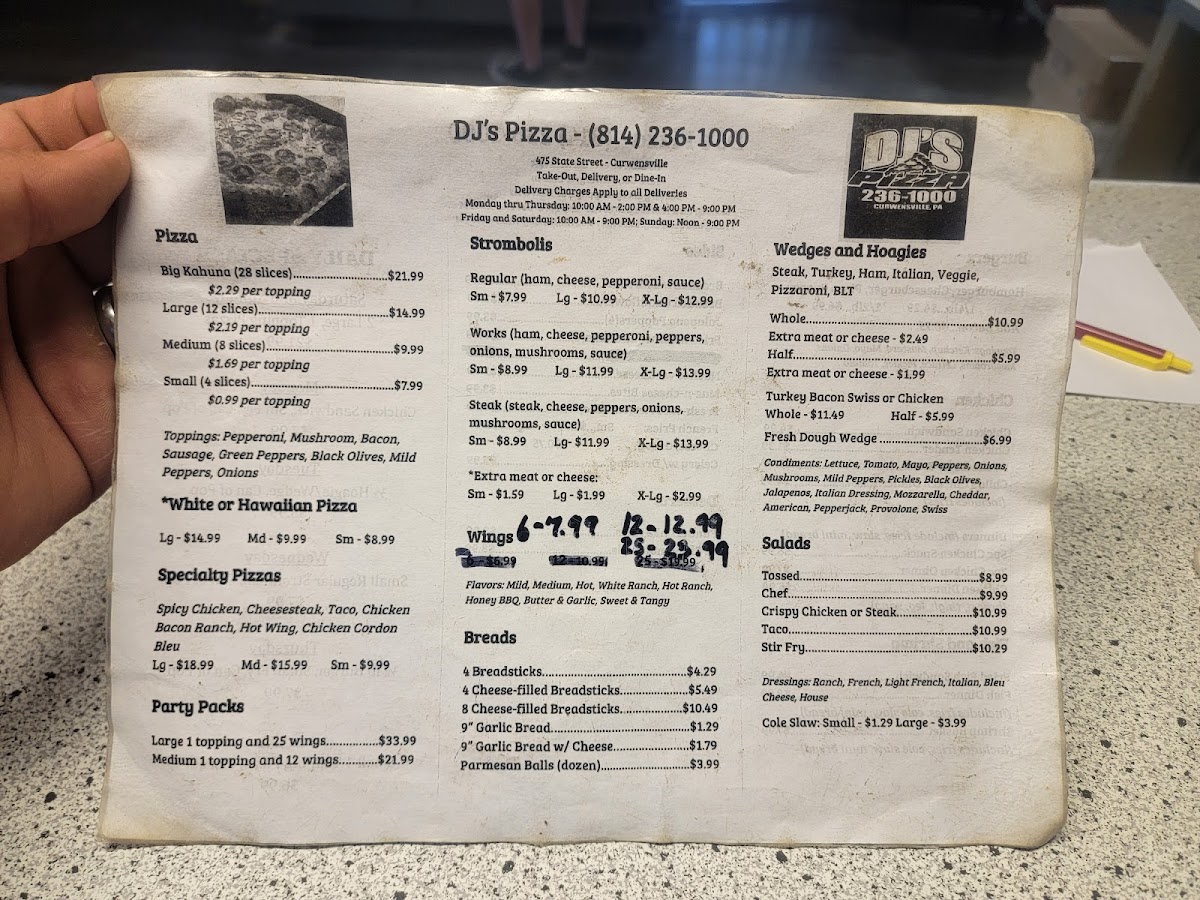 DJ's Pizza - (814) 236-1000
475 State Street - Curwensville
Take-Out, Delivery, or Dine-In
Delivery Charges Apply to all Deliveries
Monday thru Thursday: 10:00 AM - 2:00 PM & 4:00 PM - 9:00 PM
Friday and Saturday: 10:00 AM - 9:00 PM; Sunday: Noon - 9:00 PM
DJ'S
PIZZA
236-1000
CURWENSVILLE, PA
Pizza
Big Kahuna (28 slices)..........$21.99
$2.29 per topping
Large (12 slices)..........$14.99
$2.19 per topping
Medium (8 slices)..........$9.99
$1.69 per topping
Small (4 slices)..........$7.99
$0.99 per topping
Toppings: Pepperoni, Mushroom, Bacon,
Sausage, Green Peppers, Black Olives, Mild
Peppers, Onions
*White or Hawaiian Pizza
Lg - $14.99 Md - $9.99 Sm - $8.99
Specialty Pizzas
Spicy Chicken, Cheesesteak, Taco, Chicken
Bacon Ranch, Hot Wing, Chicken Cordon
Bleu
Lg - $18.99 Md - $15.99 Sm - $9.99
Party Packs
Large 1 topping and 25 wings..........$33.99
Medium 1 topping and 12 wings..........$21.99
Strombolis
Regular (ham, cheese, pepperoni, sauce)
Sm - $7.99 Lg - $10.99 X-Lg - $12.99
Works (ham, cheese, pepperoni, peppers,
onions, mushrooms, sauce)
Sm - $8.99 Lg - $11.99 X-Lg - $13.99
Steak (steak, cheese, peppers, onions,
mushrooms, sauce)
Sm - $8.99 Lg- $11.99 X-Lg - $13.99
*Extra meat or cheese:
Sm - $1.59 Lg - $1.99 X-Lg - $2.99
Wings 6-7.99 12-12.99
25-23.99
6 - $6.99 12 - 10.99 25 - $19.99
Flavors: Mild, Medium, Hot, White Ranch, Hot Ranch,
Honey BBQ, Butter & Garlic, Sweet & Tangy
Breads
4 Breadsticks..........$4.29
4 Cheese-filled Breadsticks..........$5.49
8 Cheese-filled Breadsticks..........$10.49
9" Garlic Bread..........$1.29
9" Garlic Bread w/ Cheese..........$1.79
Parmesan Balls (dozen)..........$3.99
Wedges and Hoagies
Steak, Turkey, Ham, Italian, Veggie,
Pizzaroni, BLT
Whole..........$10.99
Extra meat or cheese - $2.49
Half..........$5.99
Extra meat or cheese - $1.99
Turkey Bacon Swiss or Chicken
Whole - $11.49 Half - $5.99
Fresh Dough Wedge..........$6.99
Condiments: Lettuce, Tomato, Mayo, Peppers, Onions,
Mushrooms, Mild Peppers, Pickles, Black Olives,
Jalapenos, Italian Dressing, Mozzarella, Cheddar,
American, Pepperjack, Provolone, Swiss
Salads
Tossed..........$8.99
Chef..........$9.99
Crispy Chicken or Steak..........$10.99
Taco..........$10.99
Stir Fry..........$10.29
Dressings: Ranch, French, Light French, Italian, Bleu
Cheese, House
Cole Slaw: Small - $1.29 Large - $3.99